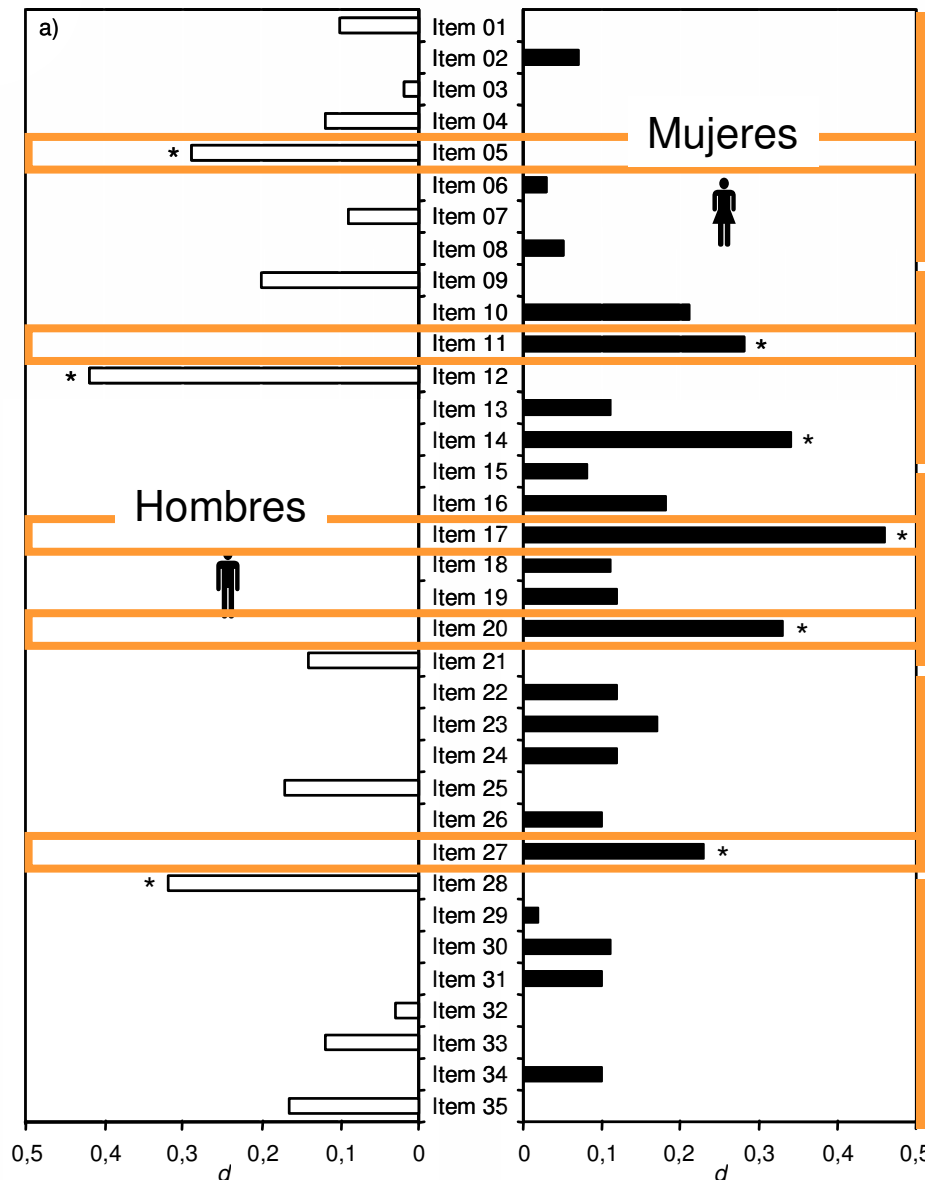 a)
Item 01
Item 02
Item 03
Item 04
Mujeres
* Item 05
Item 06
Item 07
Item 08
Item 09
Item 10
Item 11 *
* Item 12
Item 13
Item 14 *
Item 15
Item 16
Hombres
Item 17 *
Item 18
Item 19
Item 20 *
Item 21
Item 22
Item 23
Item 24
Item 25
Item 26
Item 27 *
* Item 28
Item 29
Item 30
Item 31
Item 32
Item 33
Item 34
Item 35
0,5 0,4 0,3 0,2 0,1 0 0 0,1 0,2 0,3 0,4 0,5
d d